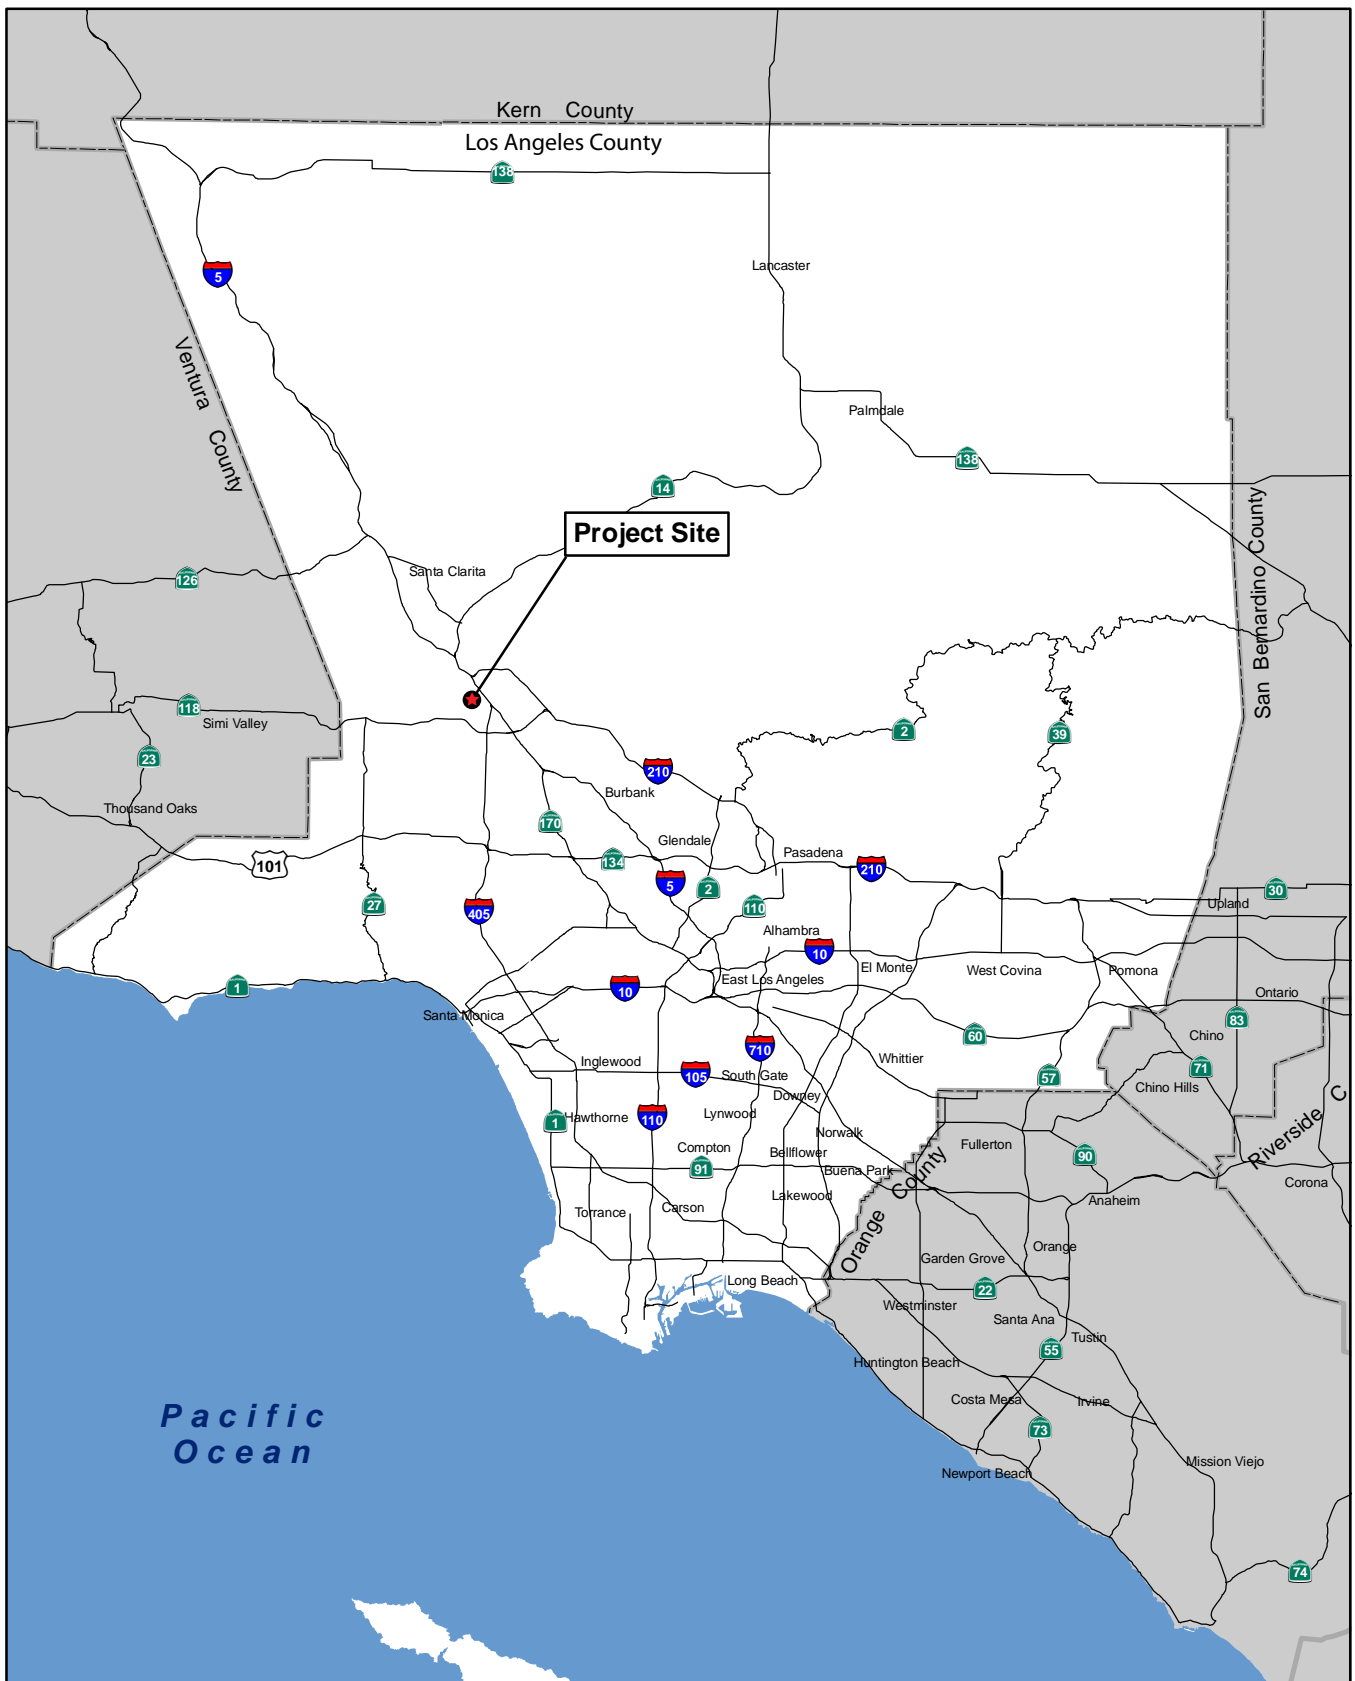 Kern County
Los Angeles County
138
5
Lancaster
Ventura County
Palmdale
138
14
Project Site
San Bernardino County
Santa Clarita
126
118
Simi Valley
23
2
39
210
Burbank
Thousand Oaks
170
Glendale
134
Pasadena
101
210
5
2
30
27
405
110
Upland
Alhambra
10
El Monte
West Covina
Pomona
East Los Angeles
1
10
Ontario
Santa Monica
83
Chino
60
710
Whittier
Inglewood
105
South Gate
57
71
Chino Hills
Downey
1
Hawthorne
110
Lynwood
Norwalk
Riverside C
Compton
Bellflower
Fullerton
90
91
Buena Park
Orange County
Corona
Lakewood
Anaheim
Torrance
Carson
Orange
Garden Grove
Long Beach
22
Westminster
Santa Ana
Tustin
55
Huntington Beach
Costa Mesa
Irvine
Pacific
Ocean
73
Mission Viejo
Newport Beach
74